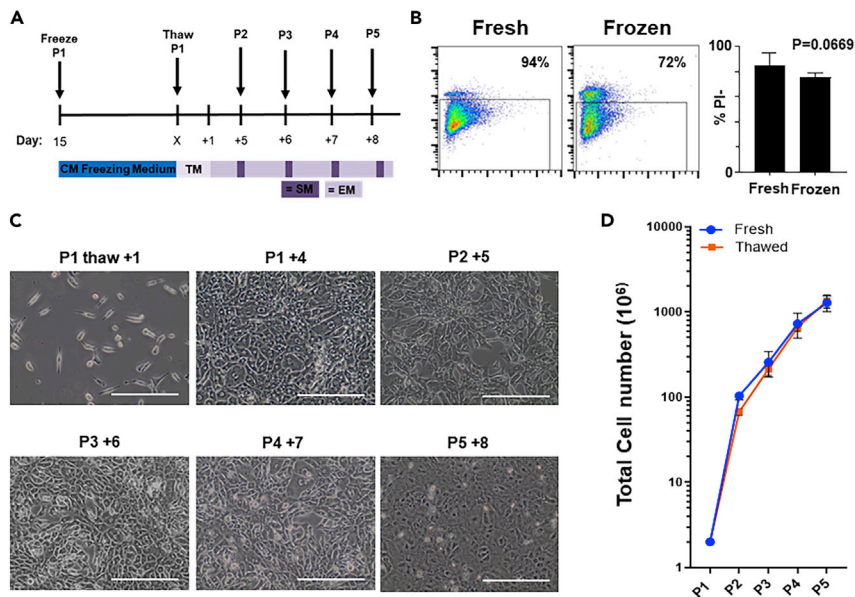 A
Freeze
P1
Thaw
P1
P2
P3
P4
P5
Day:
15
X
+1
+5
+6
+7
+8
CM Freezing Medium
TM
= SM
= EM
B
Fresh
Frozen
94%
72%
P=0.0669
100
0
% PI-
Fresh
Frozen
C
P1 thaw +1
P1 +4
P2 +5
P3 +6
P4 +7
P5 +8
D
Fresh
Thawed
Total Cell number (10⁶)
10000
1000
100
10
1
P1
P2
P3
P4
P5